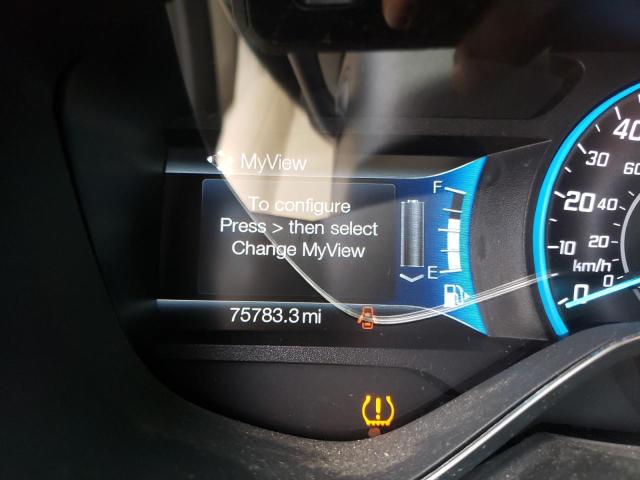 MyView
To configure
Press > then select
Change MyView
F
E
75783.3 mi
40
30
20
10
0
60
40
20
0
km/h